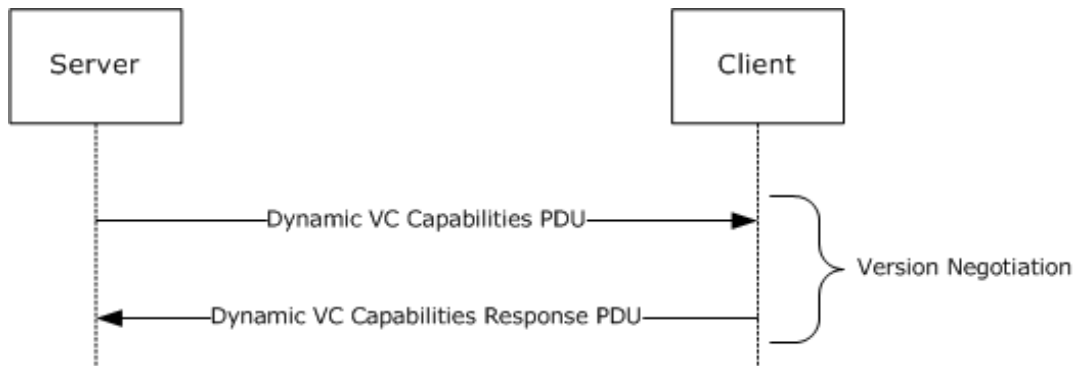 Server
Client
Dynamic VC Capabilities PDU
Version Negotiation
Dynamic VC Capabilities Response PDU